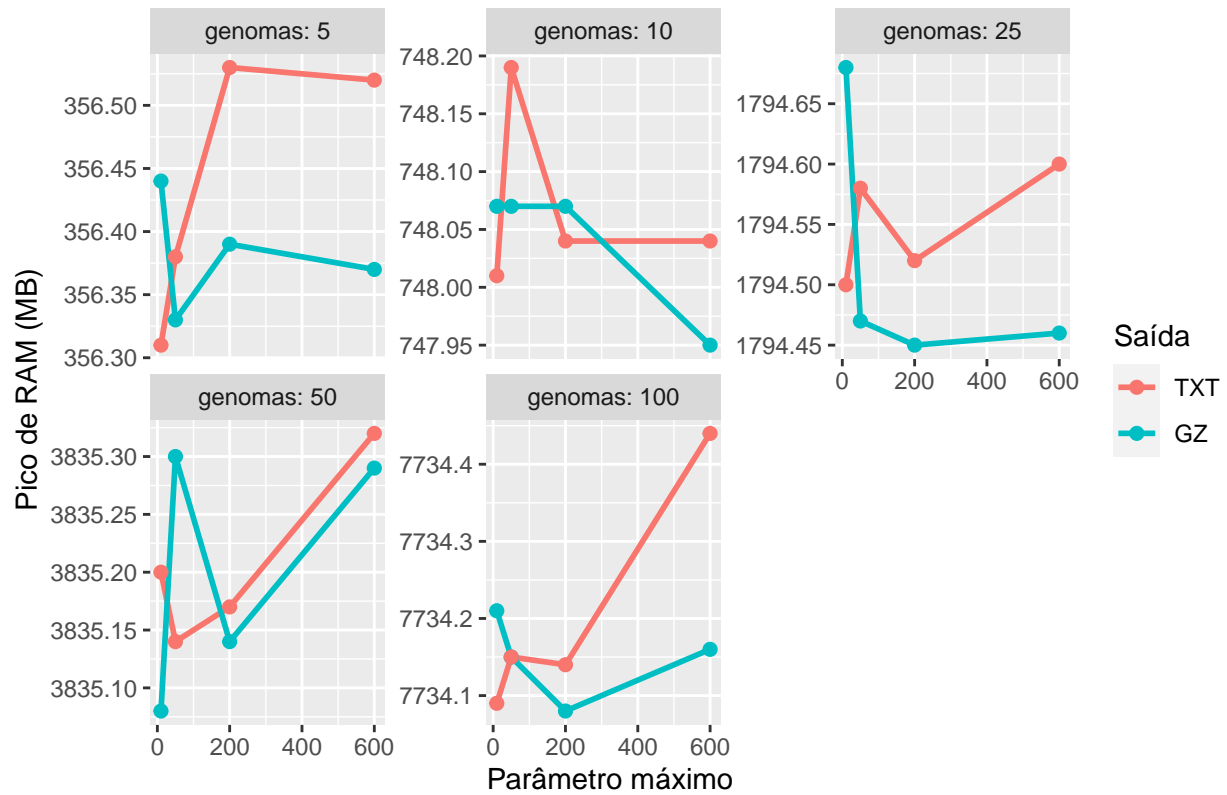 genomas: 5
genomas: 10
genomas: 25
356.50
356.45
356.40
356.35
356.30
748.20
748.15
748.10
748.05
748.00
747.95
1794.65
1794.60
1794.55
1794.50
1794.45
0 200 400 600
genomas: 50
genomas: 100
3835.30
3835.25
3835.20
3835.15
3835.10
7734.4
7734.3
7734.2
7734.1
0 200 400 600
0 200 400 600
Pico de RAM (MB)
Parâmetro máximo
Saída
TXT
GZ